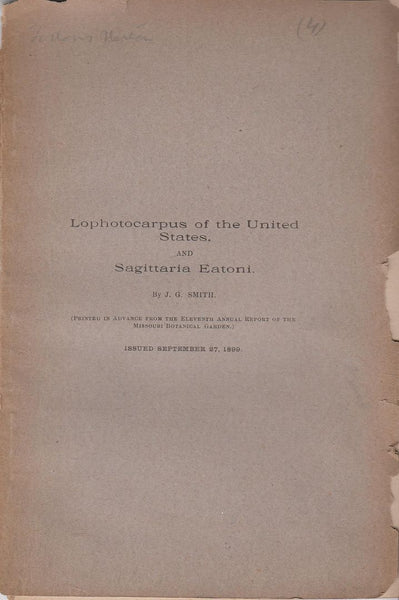 (4)
Lophotocarpus of the United
States.
AND
Sagittaria Eatoni.
By J. G. SMITH.
(Printed in Advance from the Eleventh Annual Report of the
Missouri Botanical Garden.)
ISSUED SEPTEMBER 27, 1899.